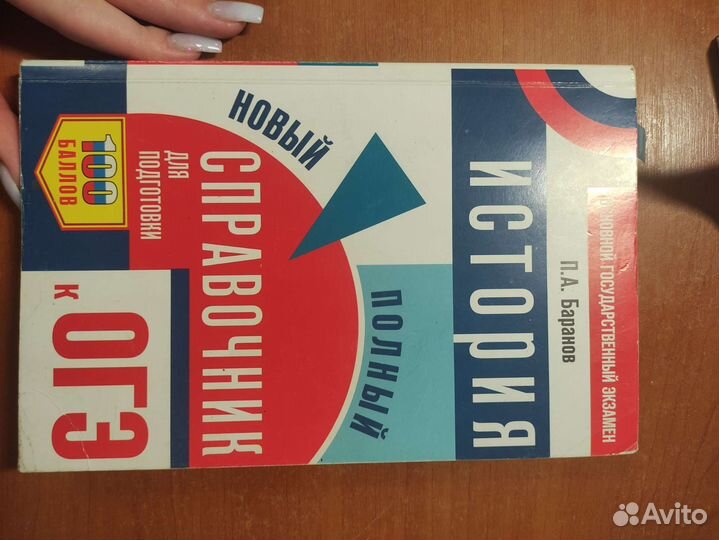 ОСНОВНОЙ ГОСУДАРСТВЕННЫЙ ЭКЗАМЕН
П.А. Баранов
ИСТОРИЯ
НОВЫЙ
ПОЛНЫЙ
СПРАВОЧНИК
ДЛЯ
ПОДГОТОВКИ
100
БАЛЛОВ
К ОГЭ
Avito